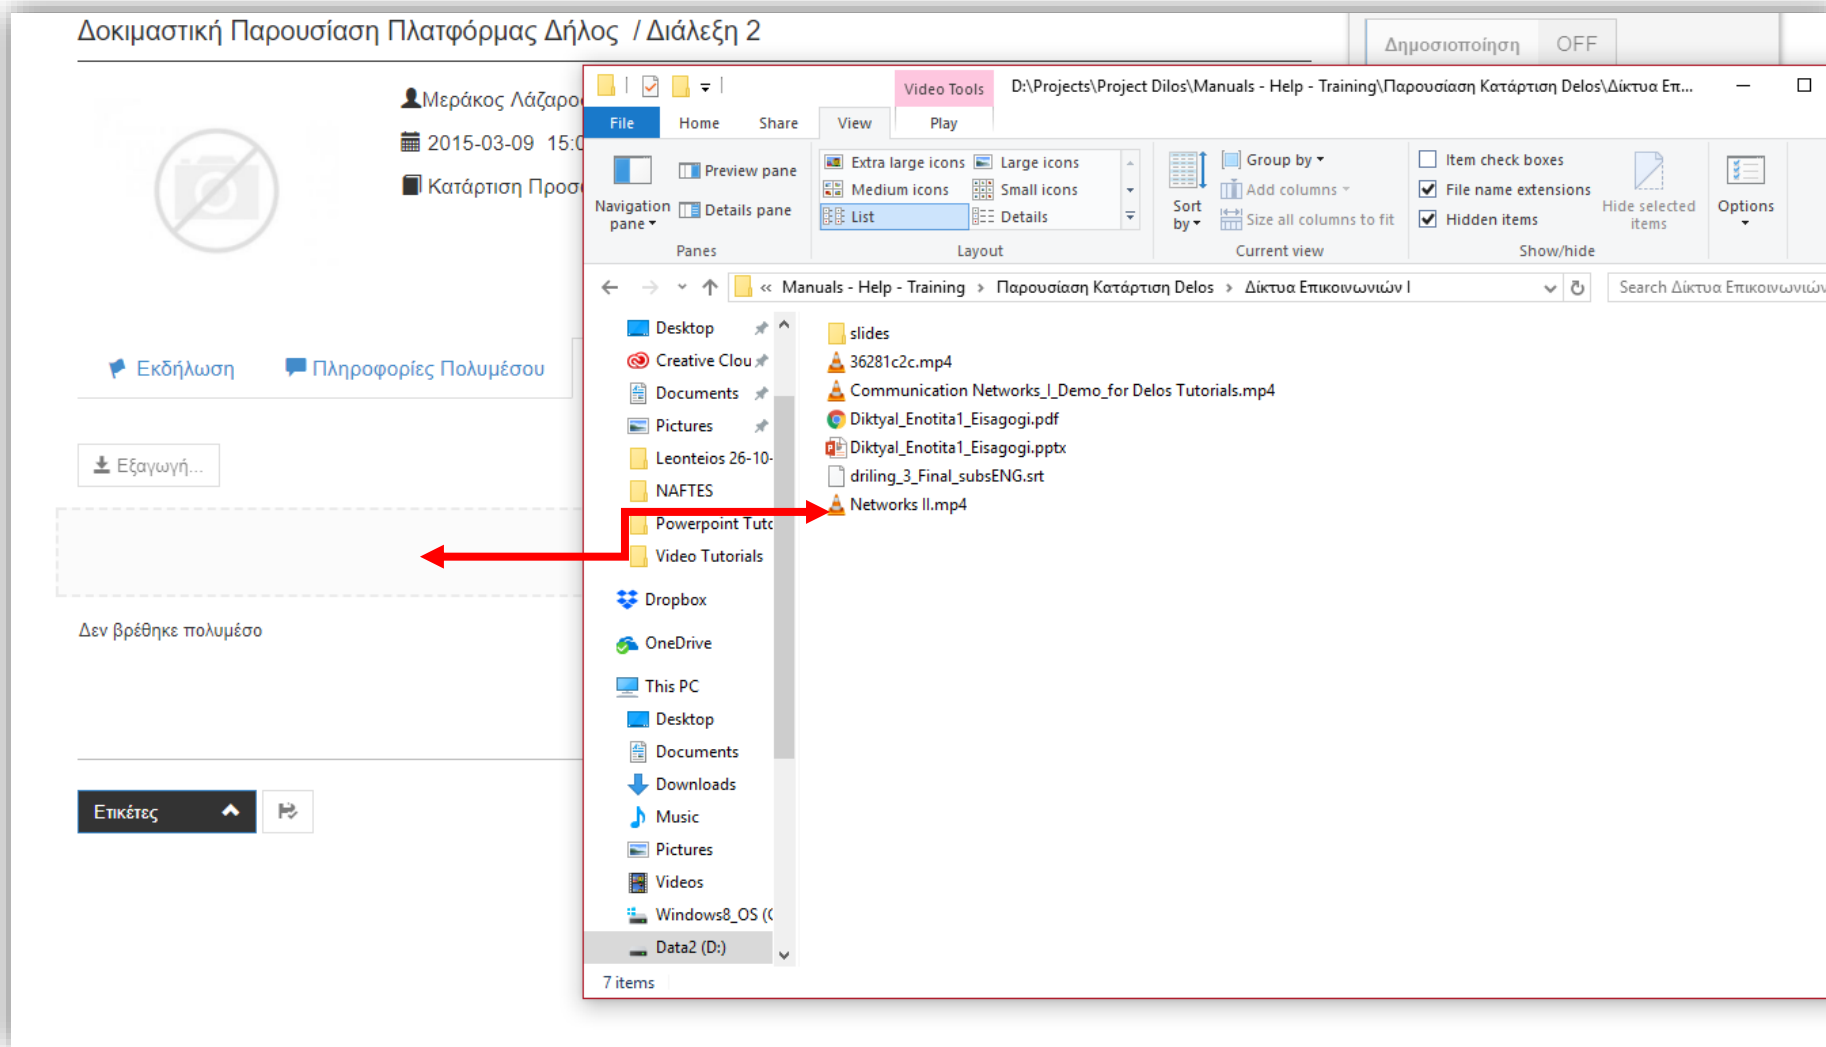 Δοκιμαστική Παρουσίαση Πλατφόρμας Δήλος / Διάλεξη 2
Δημοσιοποίηση OFF
Μεράκος Λάζαρο
2015-03-09 15:0
Κατάρτιση Προσ
Εκδήλωση
Πληροφορίες Πολυμέσου
Εξαγωγή...
Δεν βρέθηκε πολυμέσο
Ετικέτες
Video Tools
D:\Projects\Project Dilos\Manuals - Help - Training\Παρουσίαση Κατάρτιση Delos\Δίκτυα Επ...
File Home Share View Play
Navigation pane
Preview pane
Details pane
Panes
Extra large icons Large icons
Medium icons Small icons
List Details
Layout
Sort by
Group by
Add columns
Size all columns to fit
Current view
Item check boxes
File name extensions
Hidden items
Hide selected items
Show/hide
Options
« Manuals - Help - Training › Παρουσίαση Κατάρτιση Delos › Δίκτυα Επικοινωνιών Ι
Search Δίκτυα Επικοινωνιών
Desktop
Creative Clou
Documents
Pictures
Leonteios 26-10-
NAFTES
Powerpoint Tutc
Video Tutorials
Dropbox
OneDrive
This PC
Desktop
Documents
Downloads
Music
Pictures
Videos
Windows8_OS (C
Data2 (D:)
slides
36281c2c.mp4
Communication Networks_I_Demo_for Delos Tutorials.mp4
DiktyaI_Enotita1_Eisagogi.pdf
DiktyaI_Enotita1_Eisagogi.pptx
driling_3_Final_subsENG.srt
Networks II.mp4
7 items